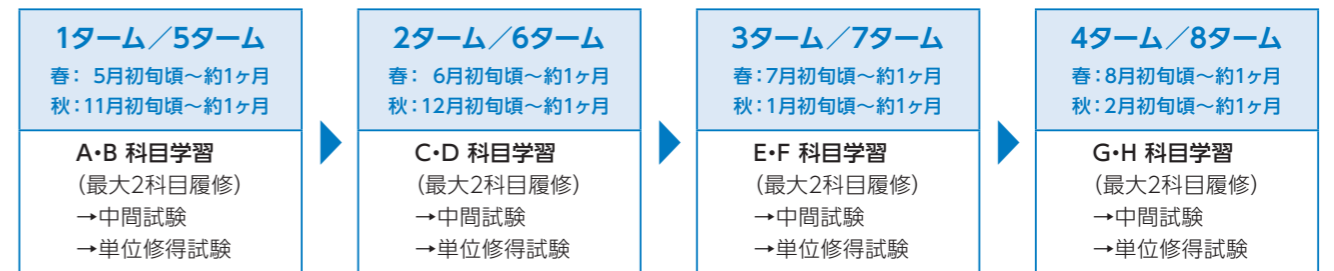 1ターム／5ターム
春： 5月初旬頃～約1ヶ月
秋：11月初旬頃～約1ヶ月
A・B 科目学習
（最大2科目履修）
→中間試験
→単位修得試験
2ターム／6ターム
春： 6月初旬頃～約1ヶ月
秋：12月初旬頃～約1ヶ月
C・D 科目学習
（最大2科目履修）
→中間試験
→単位修得試験
3ターム／7ターム
春：7月初旬頃～約1ヶ月
秋：1月初旬頃～約1ヶ月
E・F 科目学習
（最大2科目履修）
→中間試験
→単位修得試験
4ターム／8ターム
春：8月初旬頃～約1ヶ月
秋：2月初旬頃～約1ヶ月
G・H 科目学習
（最大2科目履修）
→中間試験
→単位修得試験